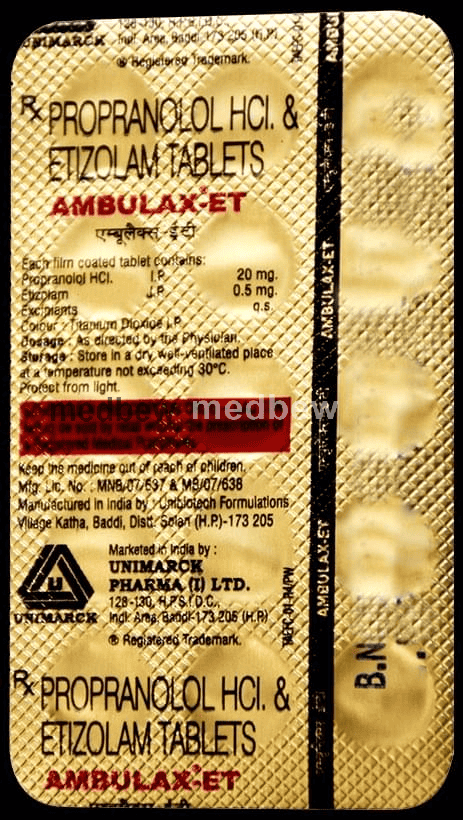 UNIMARCK
128-130, H.P.S.I.D.C.,
Indl. Area, Baddi-173 205 (H.P.)
® Registered Trademark.
Rx PROPRANOLOL HCl. &
ETIZOLAM TABLETS
AMBULAX-ET
एम्बूलैक्स-ईटी
Each film coated tablet contains:
Propranolol HCl. I.P. 20 mg.
Etizolam J.P. 0.5 mg.
Excipients q.s.
Colour : Titanium Dioxide I.P.
Dosage : As directed by the Physician.
Storage : Store in a dry, well-ventilated place
at a temperature not exceeding 30°C.
Protect from light.
Keep the medicine out of reach of children.
Mfg. Lic. No. : MNB/07/637 & MB/07/638
Manufactured in India by : Unibiotech Formulations
Village Katha, Baddi, Distt. Solan (H.P.)-173 205
Marketed in India by :
UNIMARCK
PHARMA (I) LTD.
128-130, H.P.S.I.D.C.,
Indl. Area, Baddi-173 205 (H.P.)
® Registered Trademark.
UNIMARCK
Rx PROPRANOLOL HCl. &
ETIZOLAM TABLETS
AMBULAX-ET
AMBULAX-ET
AMBULAX-ET
B.N